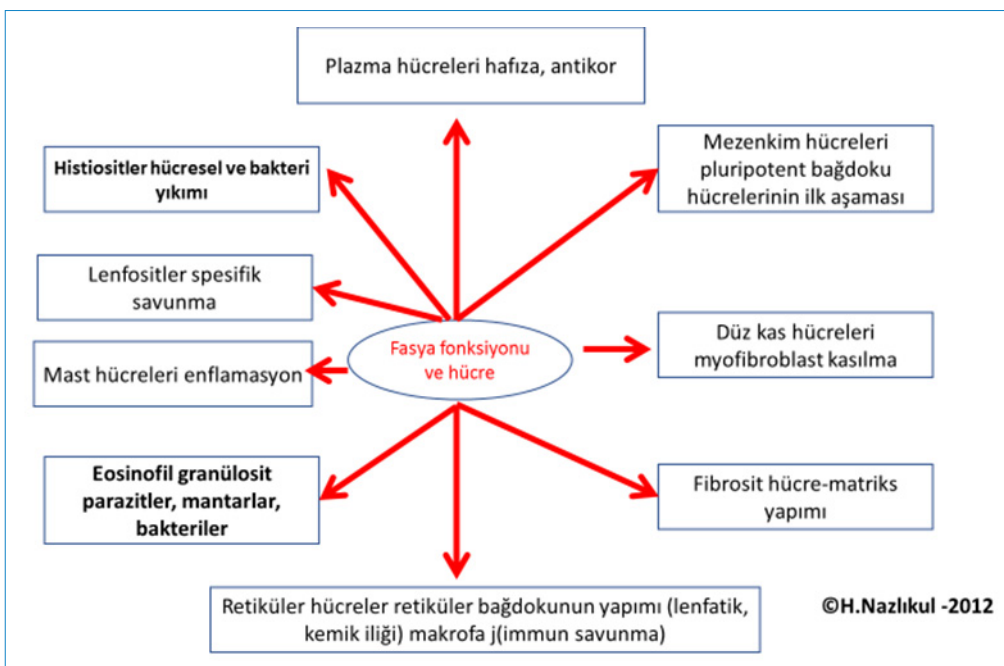 Plazma hücreleri hafıza, antikor
Histiositler hücresel ve bakteri
yıkımı
Mezenkim hücreleri
pluripotent bağdoku
hücrelerinin ilk aşaması
Lenfositler spesifik
savunma
Fasya fonksiyonu
ve hücre
Düz kas hücreleri
myofibroblast kasılma
Mast hücreleri enflamasyon
Eosinofil granülosit
parazitler, mantarlar,
bakteriler
Fibrosit hücre-matriks
yapımı
Retiküler hücreler retiküler bağdokunun yapımı (lenfatik,
kemik iliği) makrofa j(immun savunma)
©H.Nazlıkul -2012